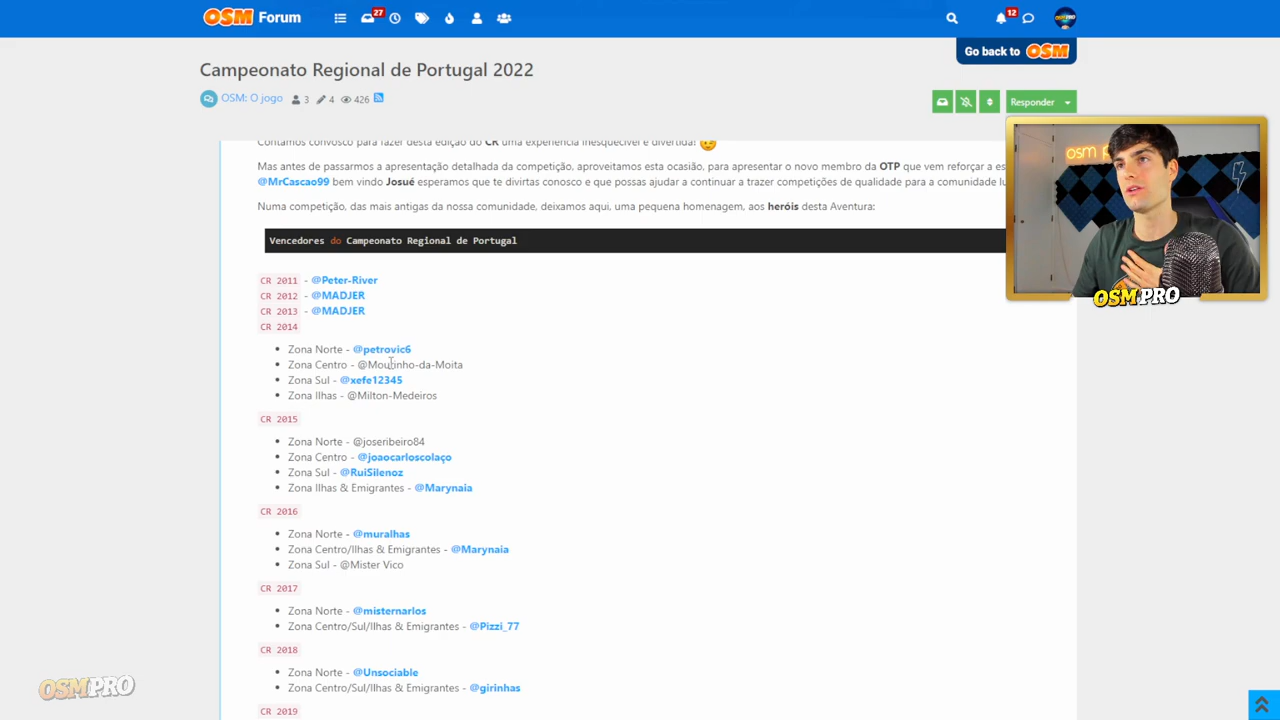 OSM Forum
27
12
Go back to OSM
Campeonato Regional de Portugal 2022
OSM: O jogo 3 4 426
Responder
Contamos convosco para fazer desta edição do CR uma experiência inesquecível e divertida!
Mas antes de passarmos a apresentação detalhada da competição, aproveitamos esta ocasião, para apresentar o novo membro da OTP que vem reforçar a es
@MrCascao99 bem vindo Josué esperamos que te divirtas conosco e que possas ajudar a continuar a trazer competições de qualidade para a comunidade lu
Numa competição, das mais antigas da nossa comunidade, deixamos aqui, uma pequena homenagem, aos heróis desta Aventura:
Vencedores do Campeonato Regional de Portugal
CR 2011 - @Peter-River
CR 2012 - @MADJER
CR 2013 - @MADJER
CR 2014
Zona Norte - @petrovic6
Zona Centro - @Moutinho-da-Moita
Zona Sul - @xefe12345
Zona Ilhas - @Milton-Medeiros
CR 2015
Zona Norte - @joseribeiro84
Zona Centro - @joaocarloscolaço
Zona Sul - @RuiSilenoz
Zona Ilhas & Emigrantes - @Marynaia
CR 2016
Zona Norte - @muralhas
Zona Centro/Ilhas & Emigrantes - @Marynaia
Zona Sul - @Mister Vico
CR 2017
Zona Norte - @misternarlos
Zona Centro/Sul/Ilhas & Emigrantes - @Pizzi_77
CR 2018
Zona Norte - @Unsociable
Zona Centro/Sul/Ilhas & Emigrantes - @girinhas
CR 2019
OSM PRO
OSMPRO